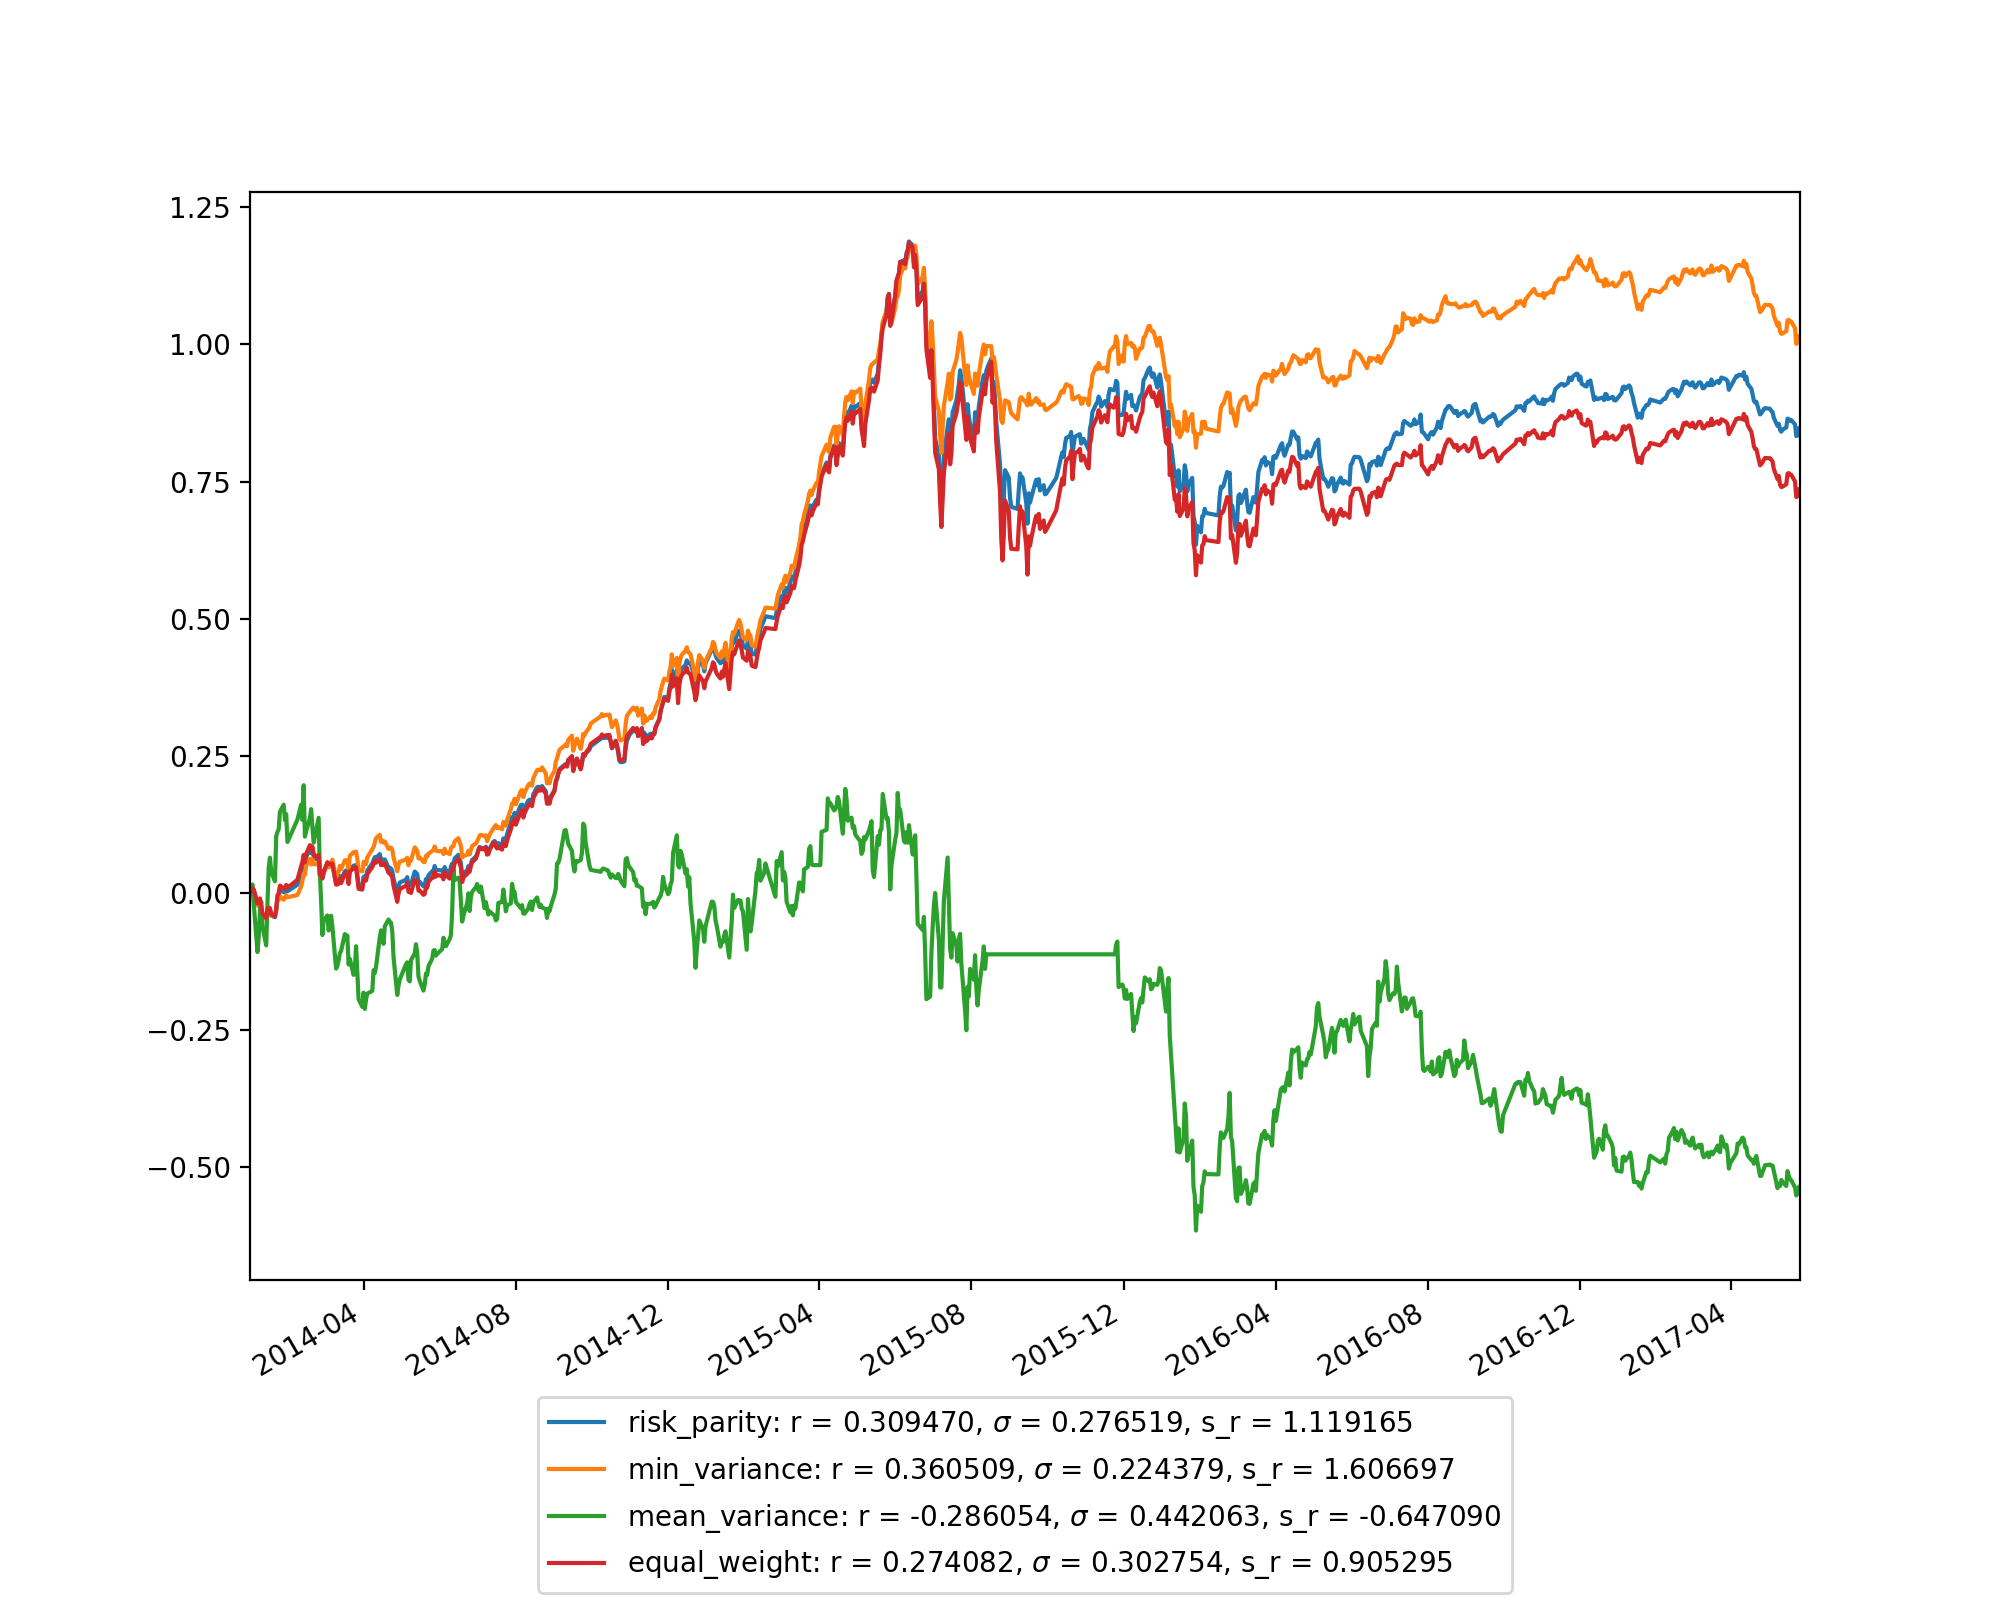 1.25
1.00
0.75
0.50
0.25
0.00
−0.25
−0.50
2014-04 2014-08 2014-12 2015-04 2015-08 2015-12 2016-04 2016-08 2016-12 2017-04
risk_parity: r = 0.309470, σ = 0.276519, s_r = 1.119165
min_variance: r = 0.360509, σ = 0.224379, s_r = 1.606697
mean_variance: r = -0.286054, σ = 0.442063, s_r = -0.647090
equal_weight: r = 0.274082, σ = 0.302754, s_r = 0.905295